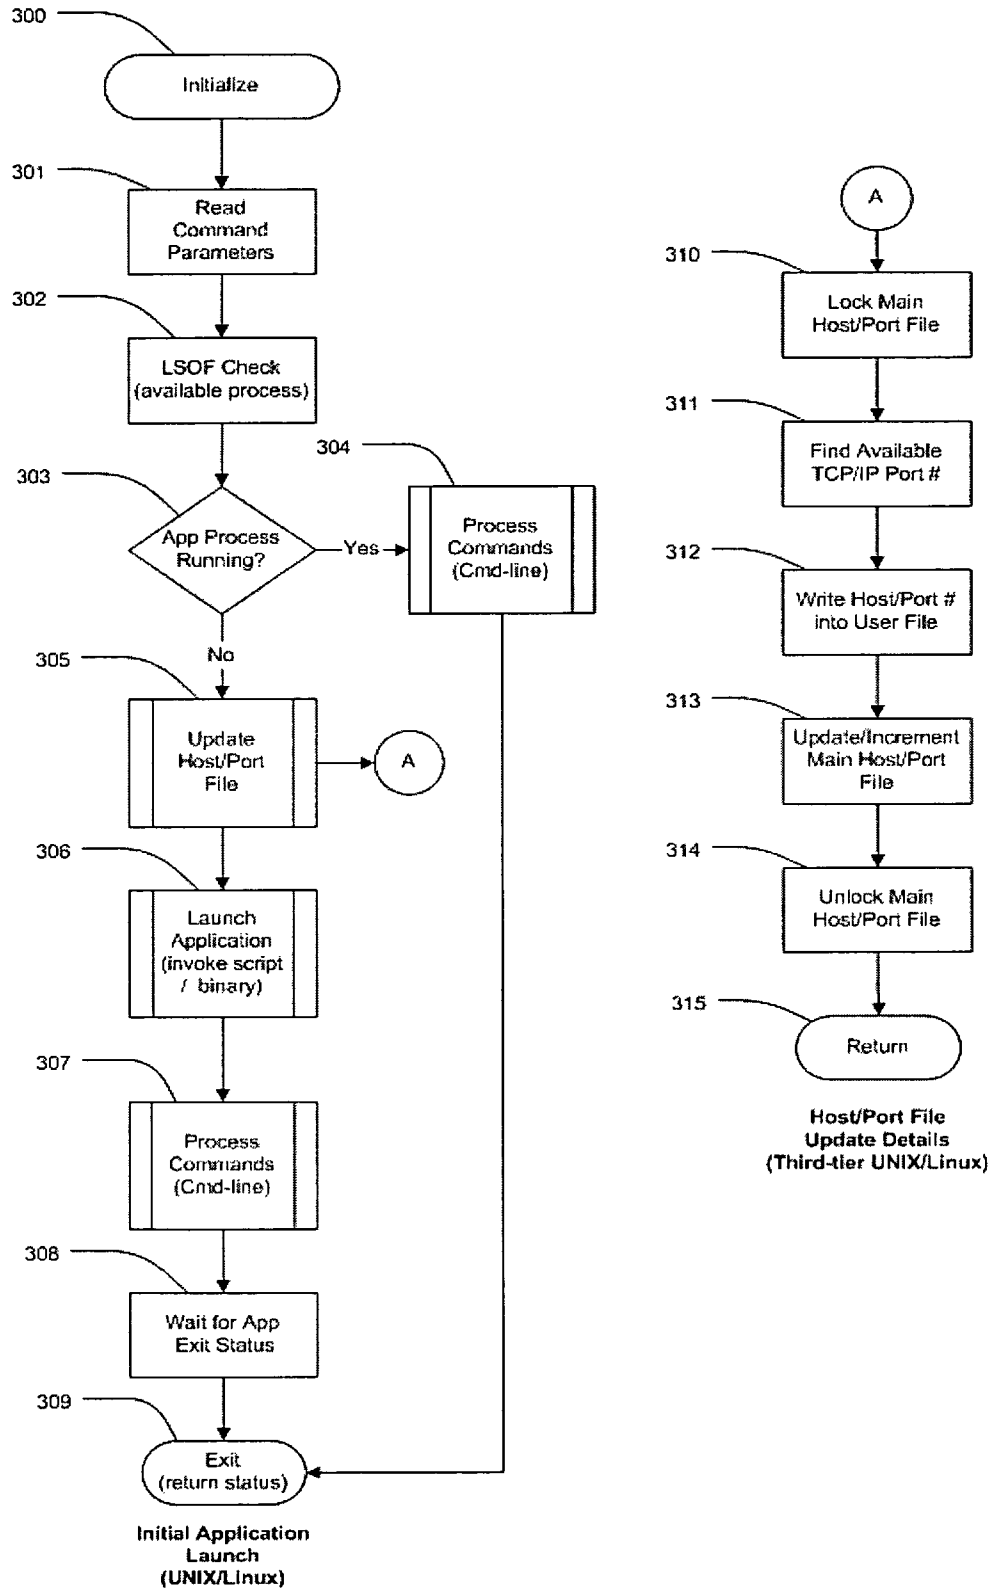 300
Initialize
301
Read
Command
Parameters
302
LSOF Check
(available process)
303
App Process
Running?
Yes
304
Process
Commands
(Cmd-line)
No
305
Update
Host/Port
File
A
306
Launch
Application
(invoke script
/ binary)
307
Process
Commands
(Cmd-line)
308
Wait for App
Exit Status
309
Exit
(return status)
Initial Application
Launch
(UNIX/Linux)
A
310
Lock Main
Host/Port File
311
Find Available
TCP/IP Port #
312
Write Host/Port #
into User File
313
Update/Increment
Main Host/Port
File
314
Unlock Main
Host/Port File
315
Return
Host/Port File
Update Details
(Third-tier UNIX/Linux)